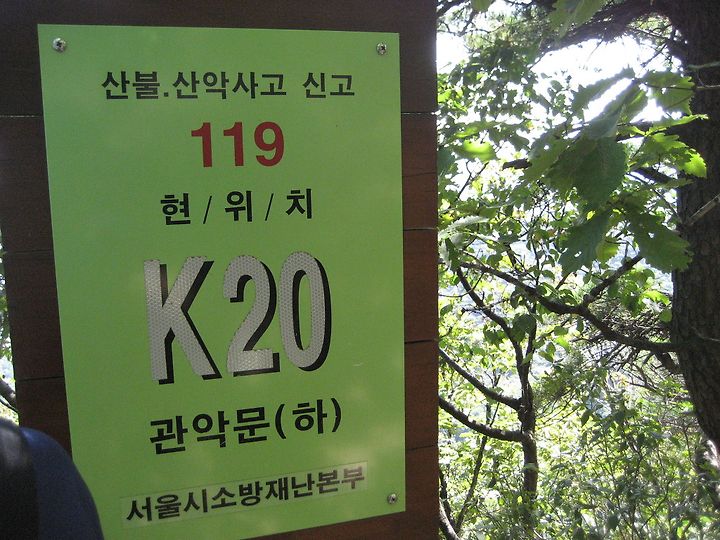 산불.산악사고 신고
119
현/위/치
K20
관악문(하)
서울시소방재난본부